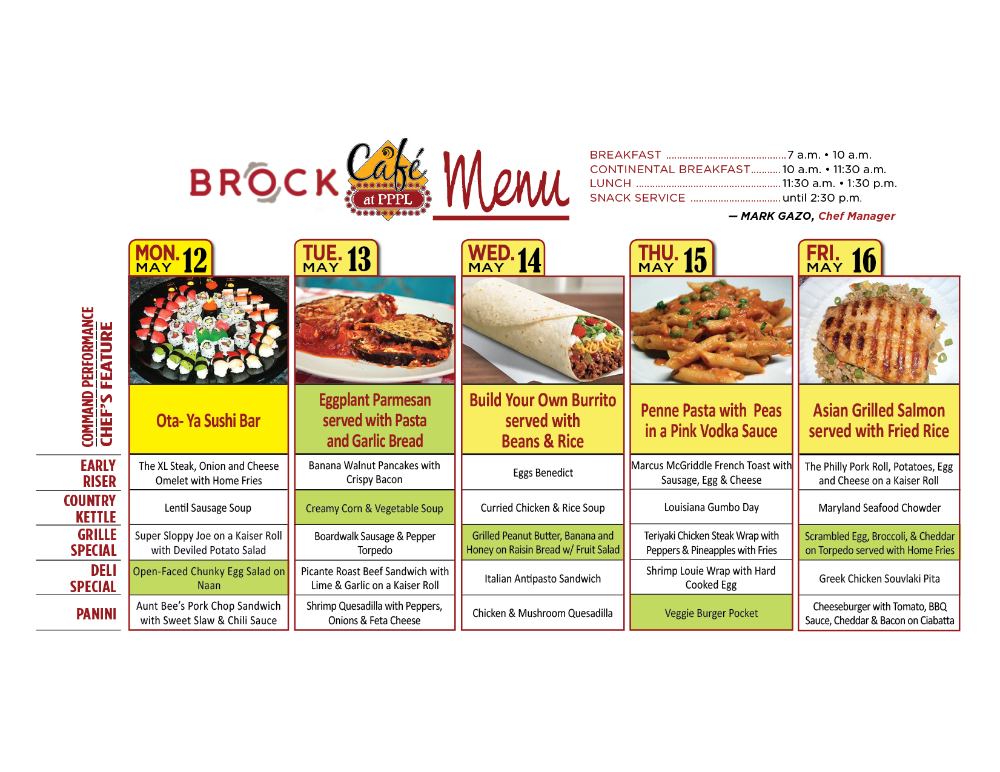 BROCK
Café
at PPPL
Menu
BREAKFAST ............................................ 7 a.m. • 10 a.m.
CONTINENTAL BREAKFAST........... 10 a.m. • 11:30 a.m.
LUNCH ..................................................... 11:30 a.m. • 1:30 p.m.
SNACK SERVICE ................................. until 2:30 p.m.
— MARK GAZO, Chef Manager
MON.
MAY 12
TUE.
MAY 13
WED.
MAY 14
THU.
MAY 15
FRI.
MAY 16
COMMAND PERFORMANCE
CHEF'S FEATURE
Ota- Ya Sushi Bar
Eggplant Parmesan
served with Pasta
and Garlic Bread
Build Your Own Burrito
served with
Beans & Rice
Penne Pasta with  Peas
in a Pink Vodka Sauce
Asian Grilled Salmon
served with Fried Rice
EARLY
RISER
The XL Steak, Onion and Cheese
Omelet with Home Fries
Banana Walnut Pancakes with
Crispy Bacon
Eggs Benedict
Marcus McGriddle French Toast with
Sausage, Egg & Cheese
The Philly Pork Roll, Potatoes, Egg
and Cheese on a Kaiser Roll
COUNTRY
KETTLE
Lentil Sausage Soup
Creamy Corn & Vegetable Soup
Curried Chicken & Rice Soup
Louisiana Gumbo Day
Maryland Seafood Chowder
GRILLE
SPECIAL
Super Sloppy Joe on a Kaiser Roll
with Deviled Potato Salad
Boardwalk Sausage & Pepper
Torpedo
Grilled Peanut Butter, Banana and
Honey on Raisin Bread w/ Fruit Salad
Teriyaki Chicken Steak Wrap with
Peppers & Pineapples with Fries
Scrambled Egg, Broccoli, & Cheddar
on Torpedo served with Home Fries
DELI
SPECIAL
Open-Faced Chunky Egg Salad on
Naan
Picante Roast Beef Sandwich with
Lime & Garlic on a Kaiser Roll
Italian Antipasto Sandwich
Shrimp Louie Wrap with Hard
Cooked Egg
Greek Chicken Souvlaki Pita
PANINI
Aunt Bee's Pork Chop Sandwich
with Sweet Slaw & Chili Sauce
Shrimp Quesadilla with Peppers,
Onions & Feta Cheese
Chicken & Mushroom Quesadilla
Veggie Burger Pocket
Cheeseburger with Tomato, BBQ
Sauce, Cheddar & Bacon on Ciabatta